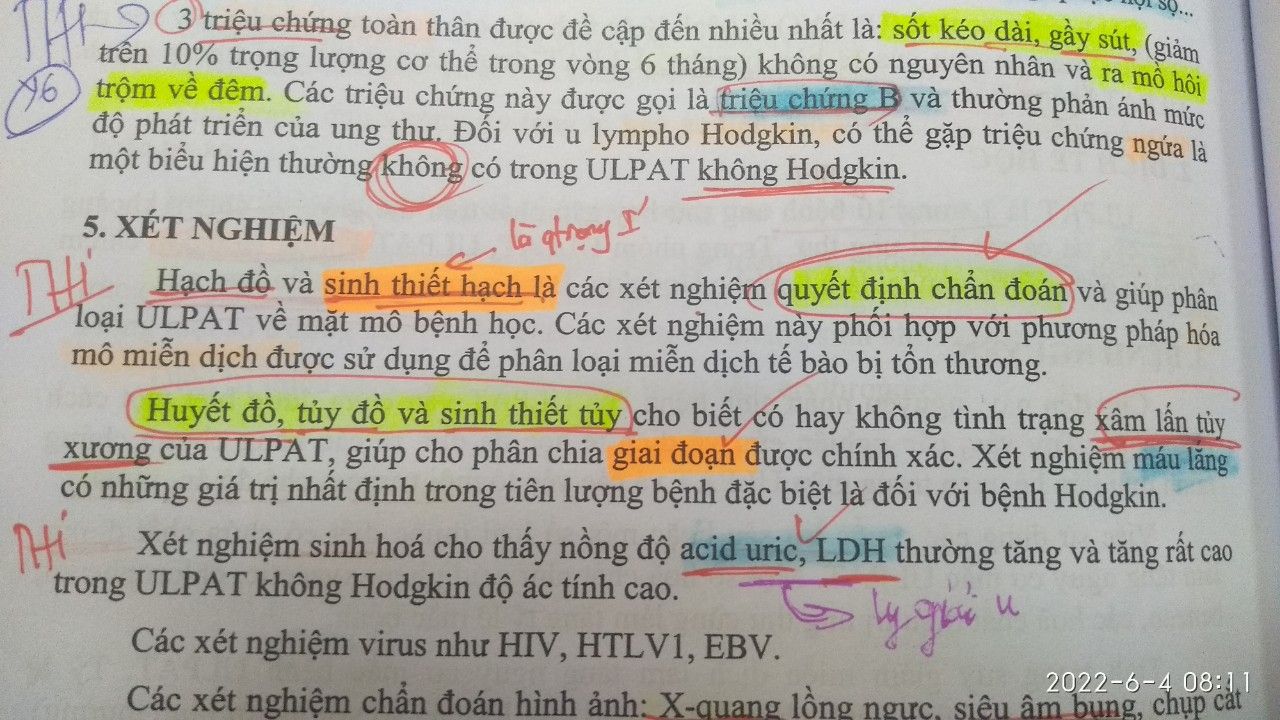 THI
3 triệu chứng toàn thân được đề cập đến nhiều nhất là: sốt kéo dài, gầy sút, (giảm
trên 10% trọng lượng cơ thể trong vòng 6 tháng) không có nguyên nhân và ra mồ hôi
Y6
trộm về đêm. Các triệu chứng này được gọi là triệu chứng B và thường phản ánh mức
độ phát triển của ung thư. Đối với u lympho Hodgkin, có thể gặp triệu chứng ngứa là
một biểu hiện thường không có trong ULPAT không Hodgkin.
5. XÉT NGHIỆM
là qtrọng I
THI
Hạch đồ và sinh thiết hạch là các xét nghiệm quyết định chẩn đoán và giúp phân
loại ULPAT về mặt mô bệnh học. Các xét nghiệm này phối hợp với phương pháp hóa
mô miễn dịch được sử dụng để phân loại miễn dịch tế bào bị tổn thương.
Huyết đồ, tủy đồ và sinh thiết tủy cho biết có hay không tình trạng xâm lấn tủy
xương của ULPAT, giúp cho phân chia giai đoạn được chính xác. Xét nghiệm máu lắng
có những giá trị nhất định trong tiên lượng bệnh đặc biệt là đối với bệnh Hodgkin.
THI
Xét nghiệm sinh hoá cho thấy nồng độ acid uric, LDH thường tăng và tăng rất cao
trong ULPAT không Hodgkin độ ác tính cao.
ly giải u
Các xét nghiệm virus như HIV, HTLV1, EBV.
Các xét nghiệm chẩn đoán hình ảnh: X-quang lồng ngực, siêu âm bụng, chụp cắt
2022-6-4 08:11